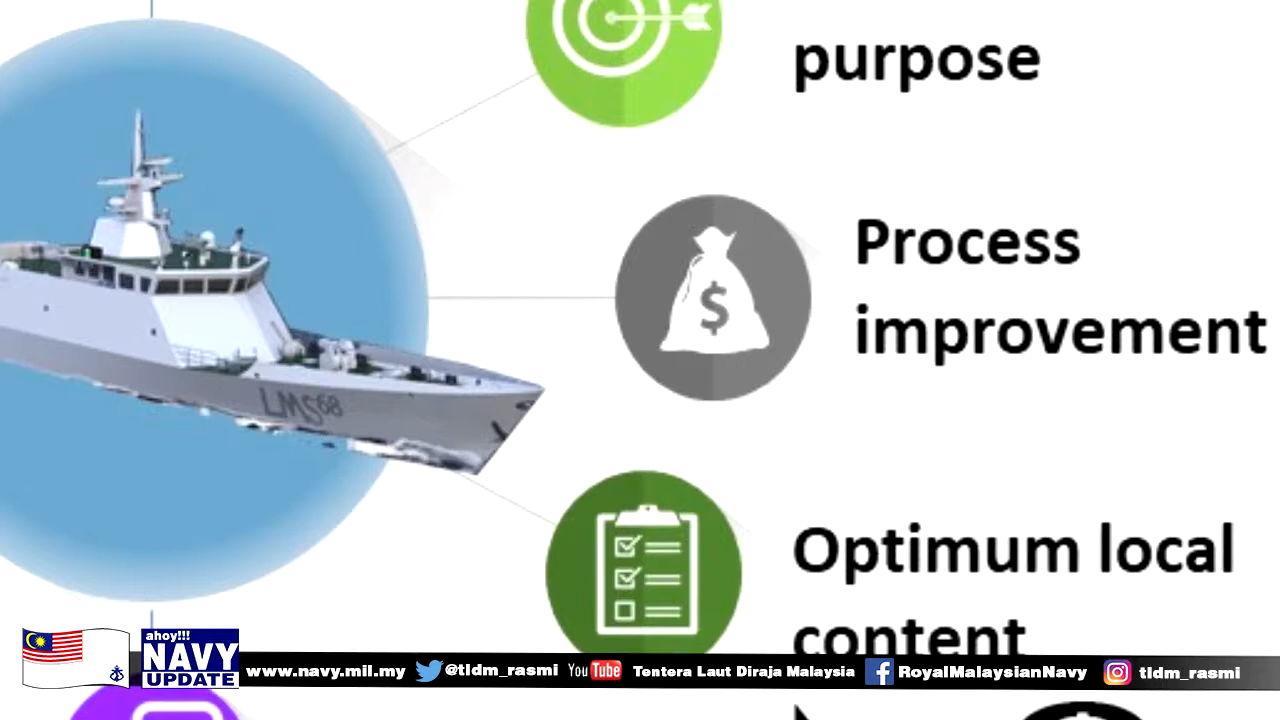 purpose
Process
improvement
$
LMS68
Optimum local
content
ahoy!!!
NAVY
UPDATE
www.navy.mil.my @tldm_rasmi YouTube Tentera Laut Diraja Malaysia f RoyalMalaysianNavy tldm_rasmi